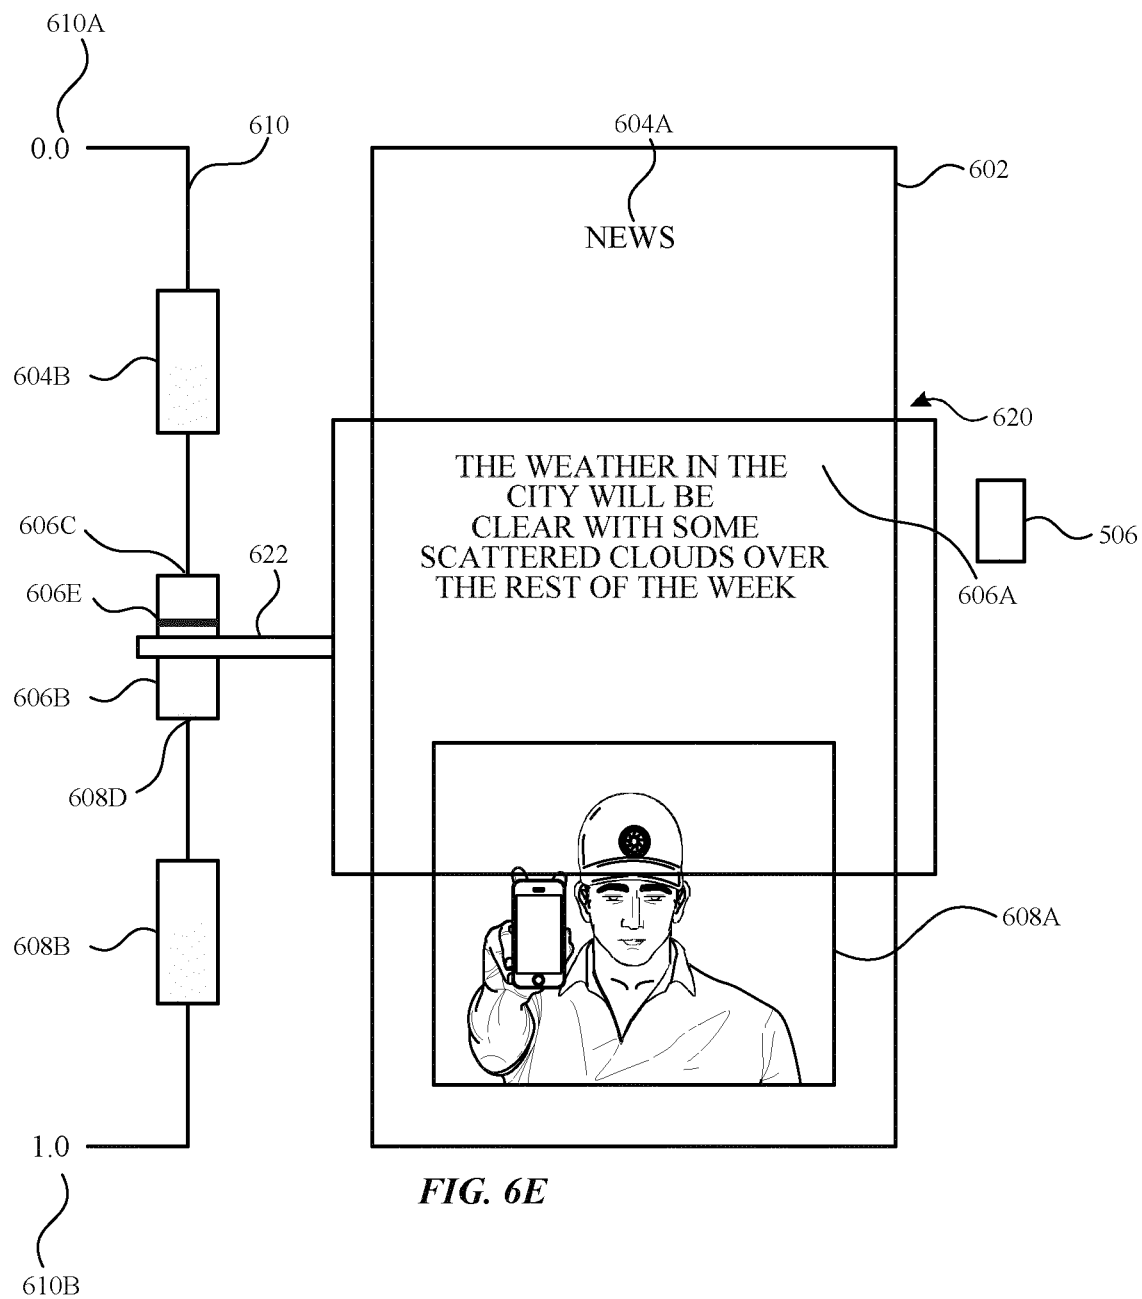 610A
610
604A
0.0
602
NEWS
604B
620
THE WEATHER IN THE
CITY WILL BE
CLEAR WITH SOME
SCATTERED CLOUDS OVER
THE REST OF THE WEEK
606C
506
622
606E
606A
606B
608D
608A
608B
1.0
FIG. 6E
610B